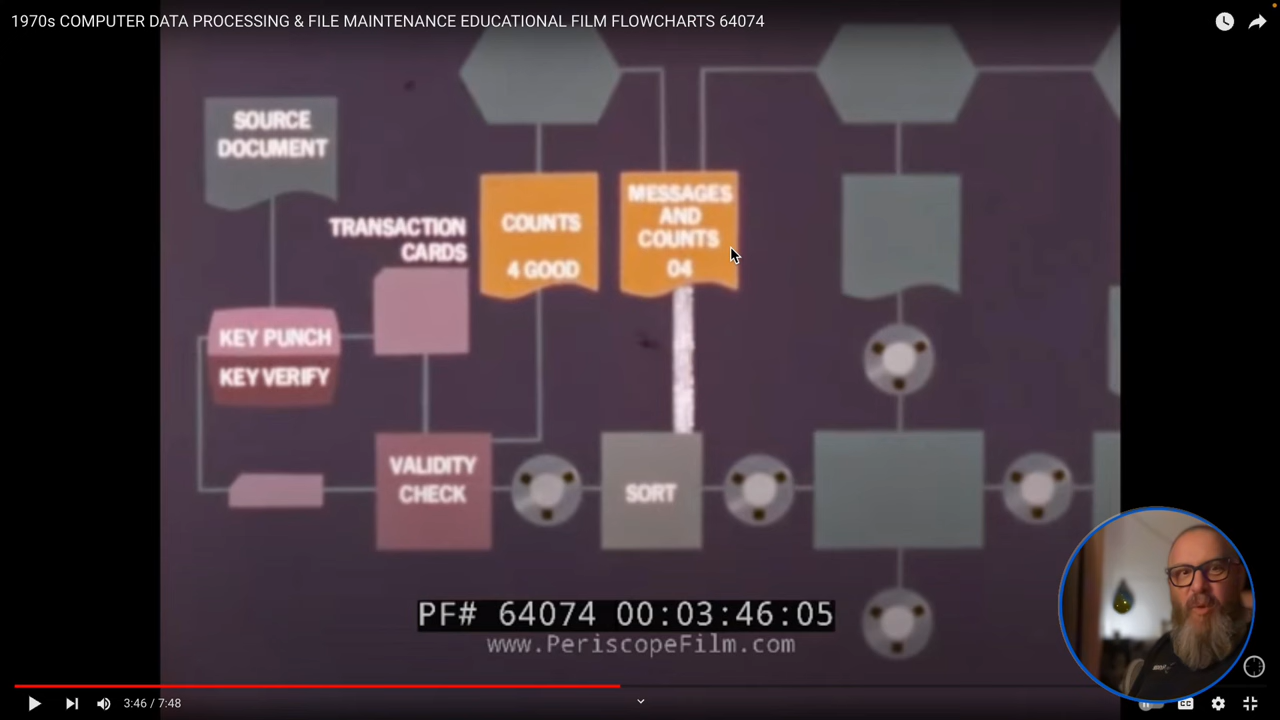 1970s COMPUTER DATA PROCESSING & FILE MAINTENANCE EDUCATIONAL FILM FLOWCHARTS 64074
SOURCE
DOCUMENT
TRANSACTION
CARDS
COUNTS
4 GOOD
MESSAGES
AND
COUNTS
04
KEY PUNCH
KEY VERIFY
VALIDITY
CHECK
SORT
PF# 64074 00:03:46:05
www.PeriscopeFilm.com
3:46 / 7:48
CC